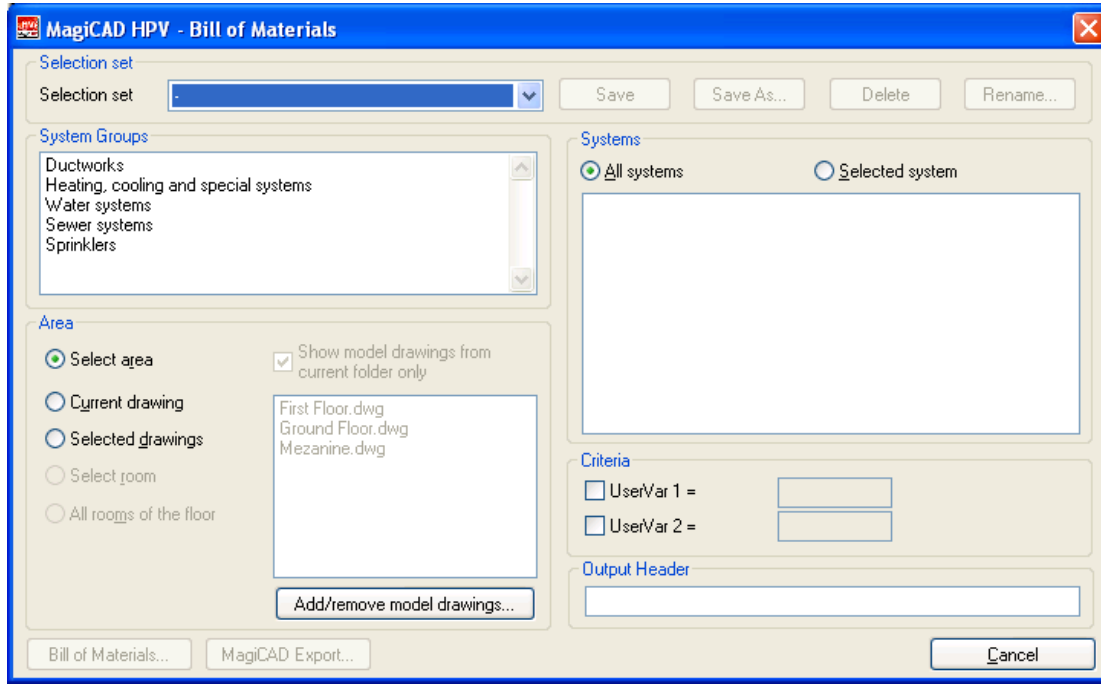 MagiCAD HPV - Bill of Materials
Selection set
Selection set
-
Save
Save As...
Delete
Rename...
System Groups
Ductworks
Heating, cooling and special systems
Water systems
Sewer systems
Sprinklers
Systems
All systems
Selected system
Area
Select area
Current drawing
Selected drawings
Select room
All rooms of the floor
Show model drawings from
current folder only
First Floor.dwg
Ground Floor.dwg
Mezanine.dwg
Add/remove model drawings...
Criteria
UserVar 1 =
UserVar 2 =
Output Header
Bill of Materials...
MagiCAD Export...
Cancel